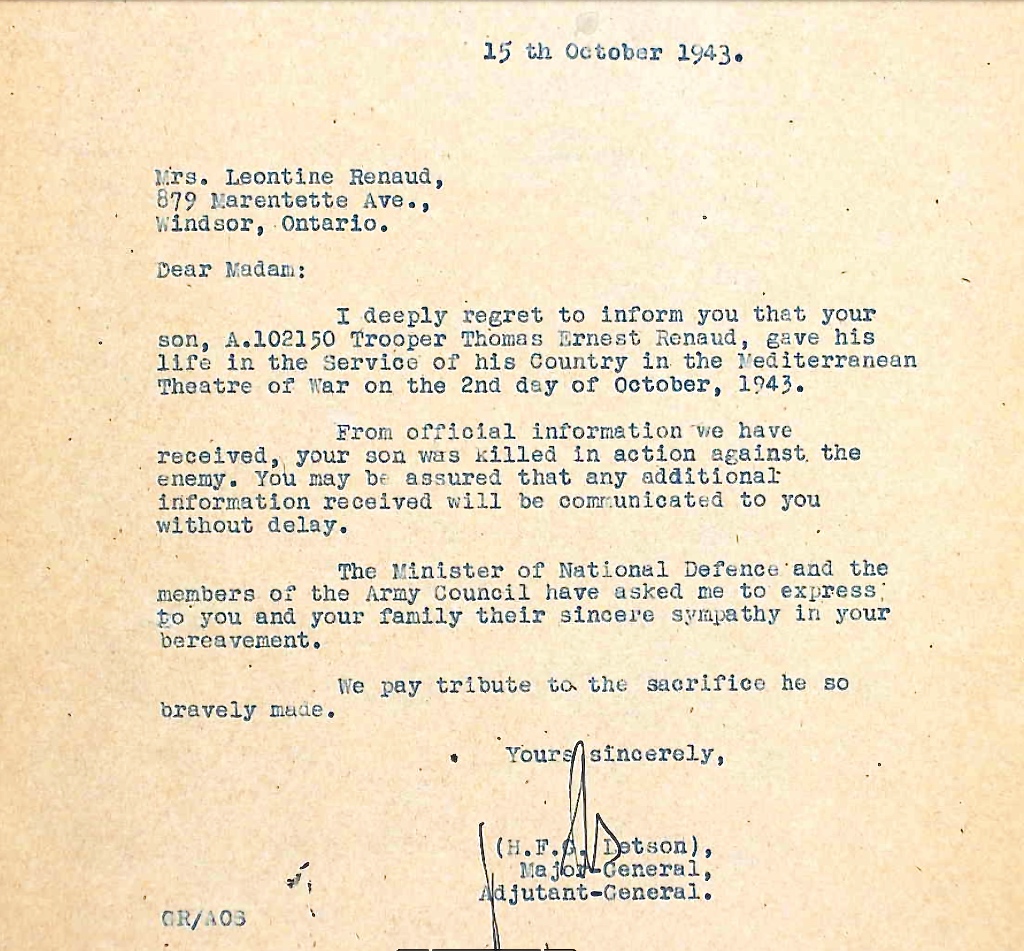 15 th October 1943.
Mrs. Leontine Renaud,
879 Marentette Ave.,
Windsor, Ontario.
Dear Madam:
I deeply regret to inform you that your
son, A.102150 Trooper Thomas Ernest Renaud, gave his
life in the Service of his Country in the Mediterranean
Theatre of War on the 2nd day of October, 1943.
From official information we have
received, your son was killed in action against the
enemy. You may be assured that any additional
information received will be communicated to you
without delay.
The Minister of National Defence and the
members of the Army Council have asked me to express
to you and your family their sincere sympathy in your
bereavement.
We pay tribute to the sacrifice he so
bravely made.
Yours sincerely,
(H.F.G. Letson),
Major-General,
Adjutant-General.
GR/AOS